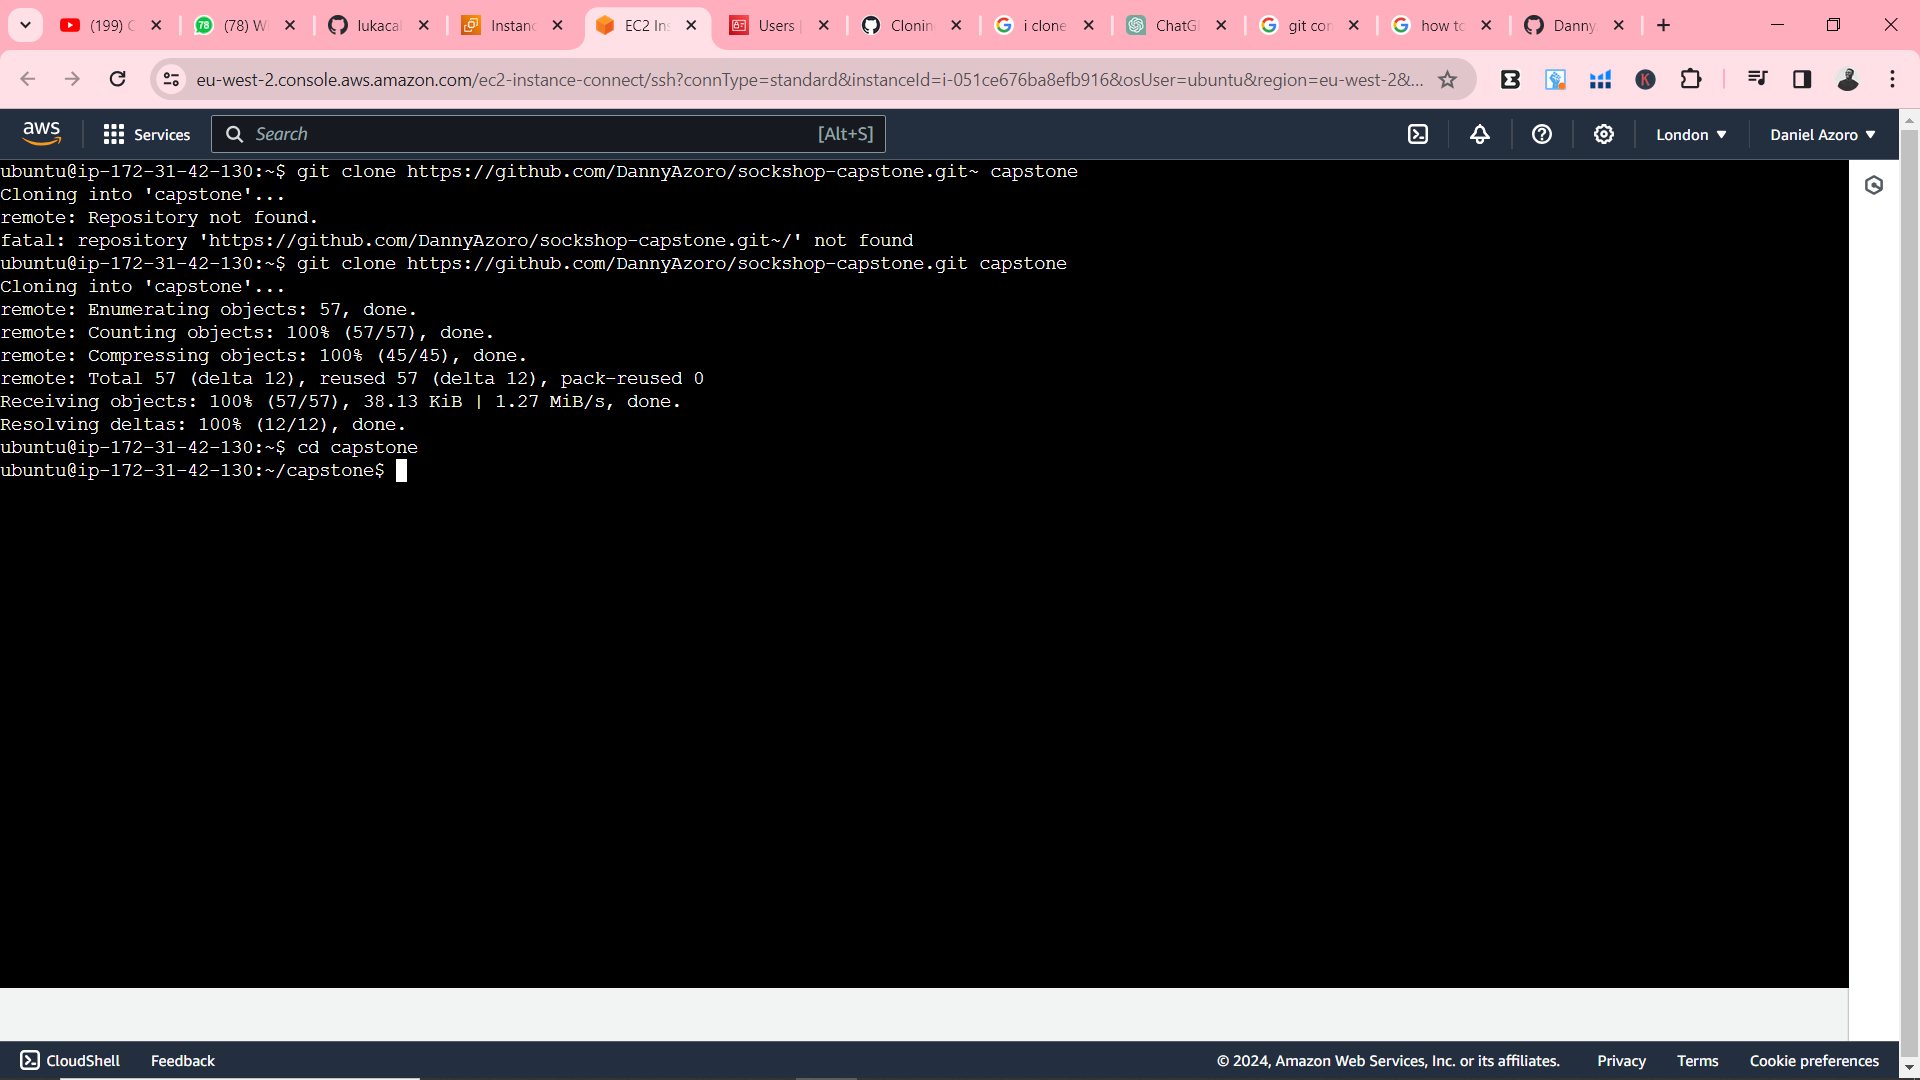 (199) C
78
(78) W
lukaca
Instanc
EC2 Ins
Users |
Clonin
i clone
ChatG
git con
how to
Danny
eu-west-2.console.aws.amazon.com/ec2-instance-connect/ssh?connType=standard&instanceId=i-051ce676ba8efb916&osUser=ubuntu&region=eu-west-2&...
K
aws
Services
Search
[Alt+S]
London
Daniel Azoro
ubuntu@ip-172-31-42-130:~$ git clone https://github.com/DannyAzoro/sockshop-capstone.git~ capstone
Cloning into 'capstone'...
remote: Repository not found.
fatal: repository 'https://github.com/DannyAzoro/sockshop-capstone.git~/' not found
ubuntu@ip-172-31-42-130:~$ git clone https://github.com/DannyAzoro/sockshop-capstone.git capstone
Cloning into 'capstone'...
remote: Enumerating objects: 57, done.
remote: Counting objects: 100% (57/57), done.
remote: Compressing objects: 100% (45/45), done.
remote: Total 57 (delta 12), reused 57 (delta 12), pack-reused 0
Receiving objects: 100% (57/57), 38.13 KiB | 1.27 MiB/s, done.
Resolving deltas: 100% (12/12), done.
ubuntu@ip-172-31-42-130:~$ cd capstone
ubuntu@ip-172-31-42-130:~/capstone$
CloudShell
Feedback
© 2024, Amazon Web Services, Inc. or its affiliates.
Privacy
Terms
Cookie preferences